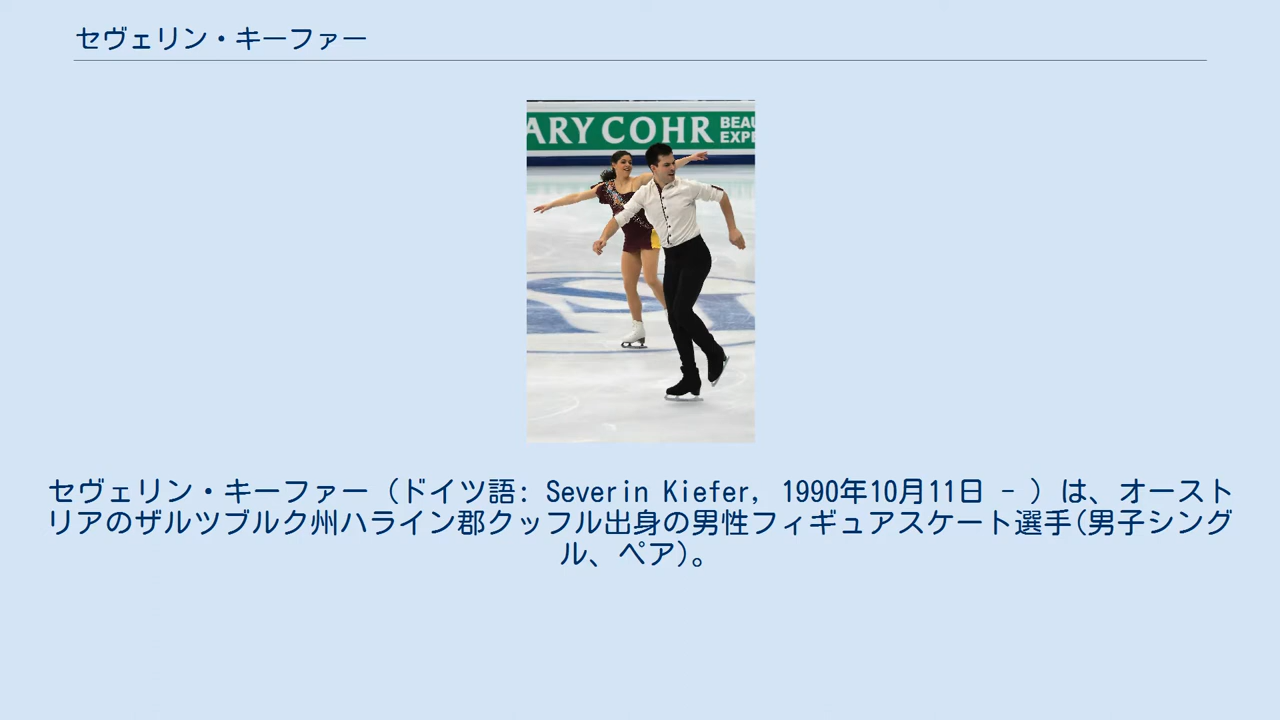 セヴェリン・キーファー
ARY COHR BEAU
EXPE
セヴェリン・キーファー（ドイツ語: Severin Kiefer, 1990年10月11日 - ）は、オースト
リアのザルツブルク州ハライン郡クッフル出身の男性フィギュアスケート選手(男子シング
ル、ペア)。